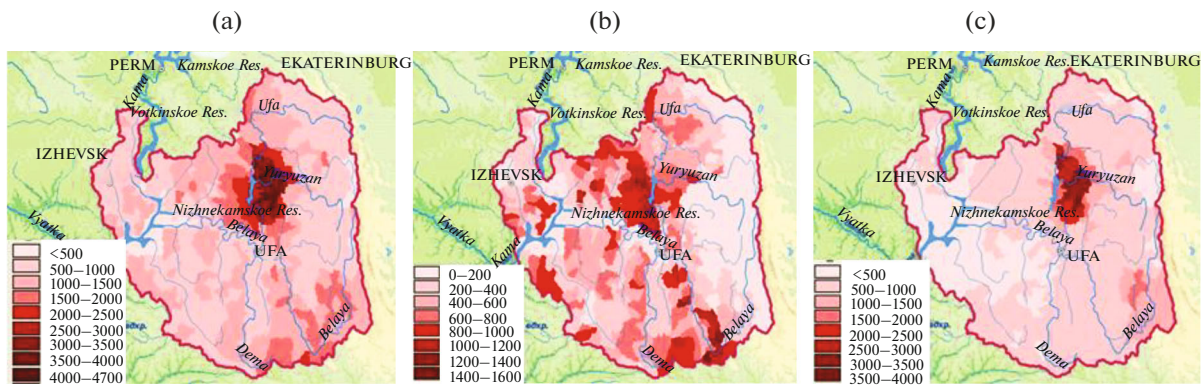 (a)
PERM
Kamskoe Res.
EKATERINBURG
Kama
Ufa
Votkinskoe Res.
IZHEVSK
Yuryuzan
Nizhnekamskoe Res.
Vyatka
Belaya
UFA
Belaya
Dema
<500
500–1000
1000–1500
1500–2000
2000–2500
2500–3000
3000–3500
3500–4000
4000–4700
(b)
PERM
Kamskoe Res.
EKATERINBURG
Kama
Ufa
Votkinskoe Res.
IZHEVSK
Yuryuzan
Nizhnekamskoe Res.
Vyatka
Kama
Belaya
UFA
Belaya
Dema
0–200
200–400
400–600
600–800
800–1000
1000–1200
1200–1400
1400–1600
(c)
PERM
Kamskoe Res.
EKATERINBURG
Kama
Ufa
Votkinskoe Res.
IZHEVSK
Yuryuzan
Nizhnekamskoe Res.
Vyatka
Belaya
UFA
Belaya
Dema
<500
500–1000
1000–1500
1500–2000
2000–2500
2500–3000
3000–3500
3500–4000